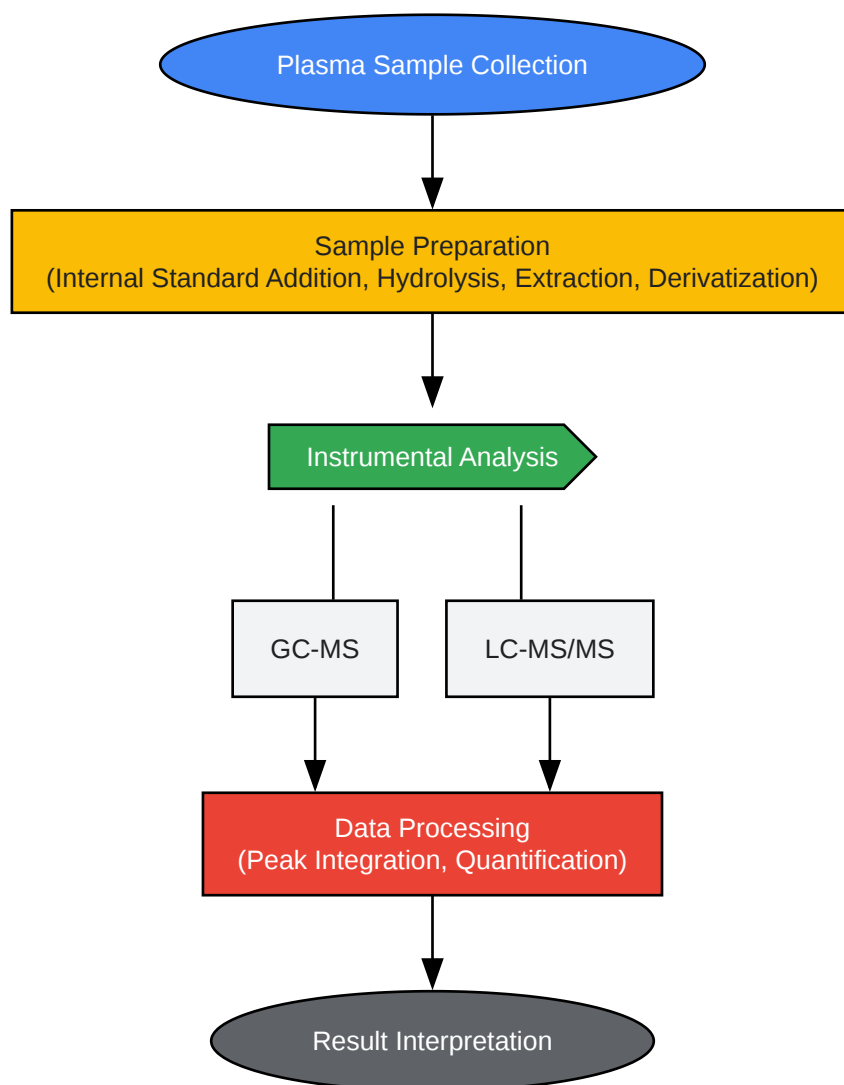 Plasma Sample Collection
Sample Preparation
(Internal Standard Addition, Hydrolysis, Extraction, Derivatization)
Instrumental Analysis
GC-MS
LC-MS/MS
Data Processing
(Peak Integration, Quantification)
Result Interpretation